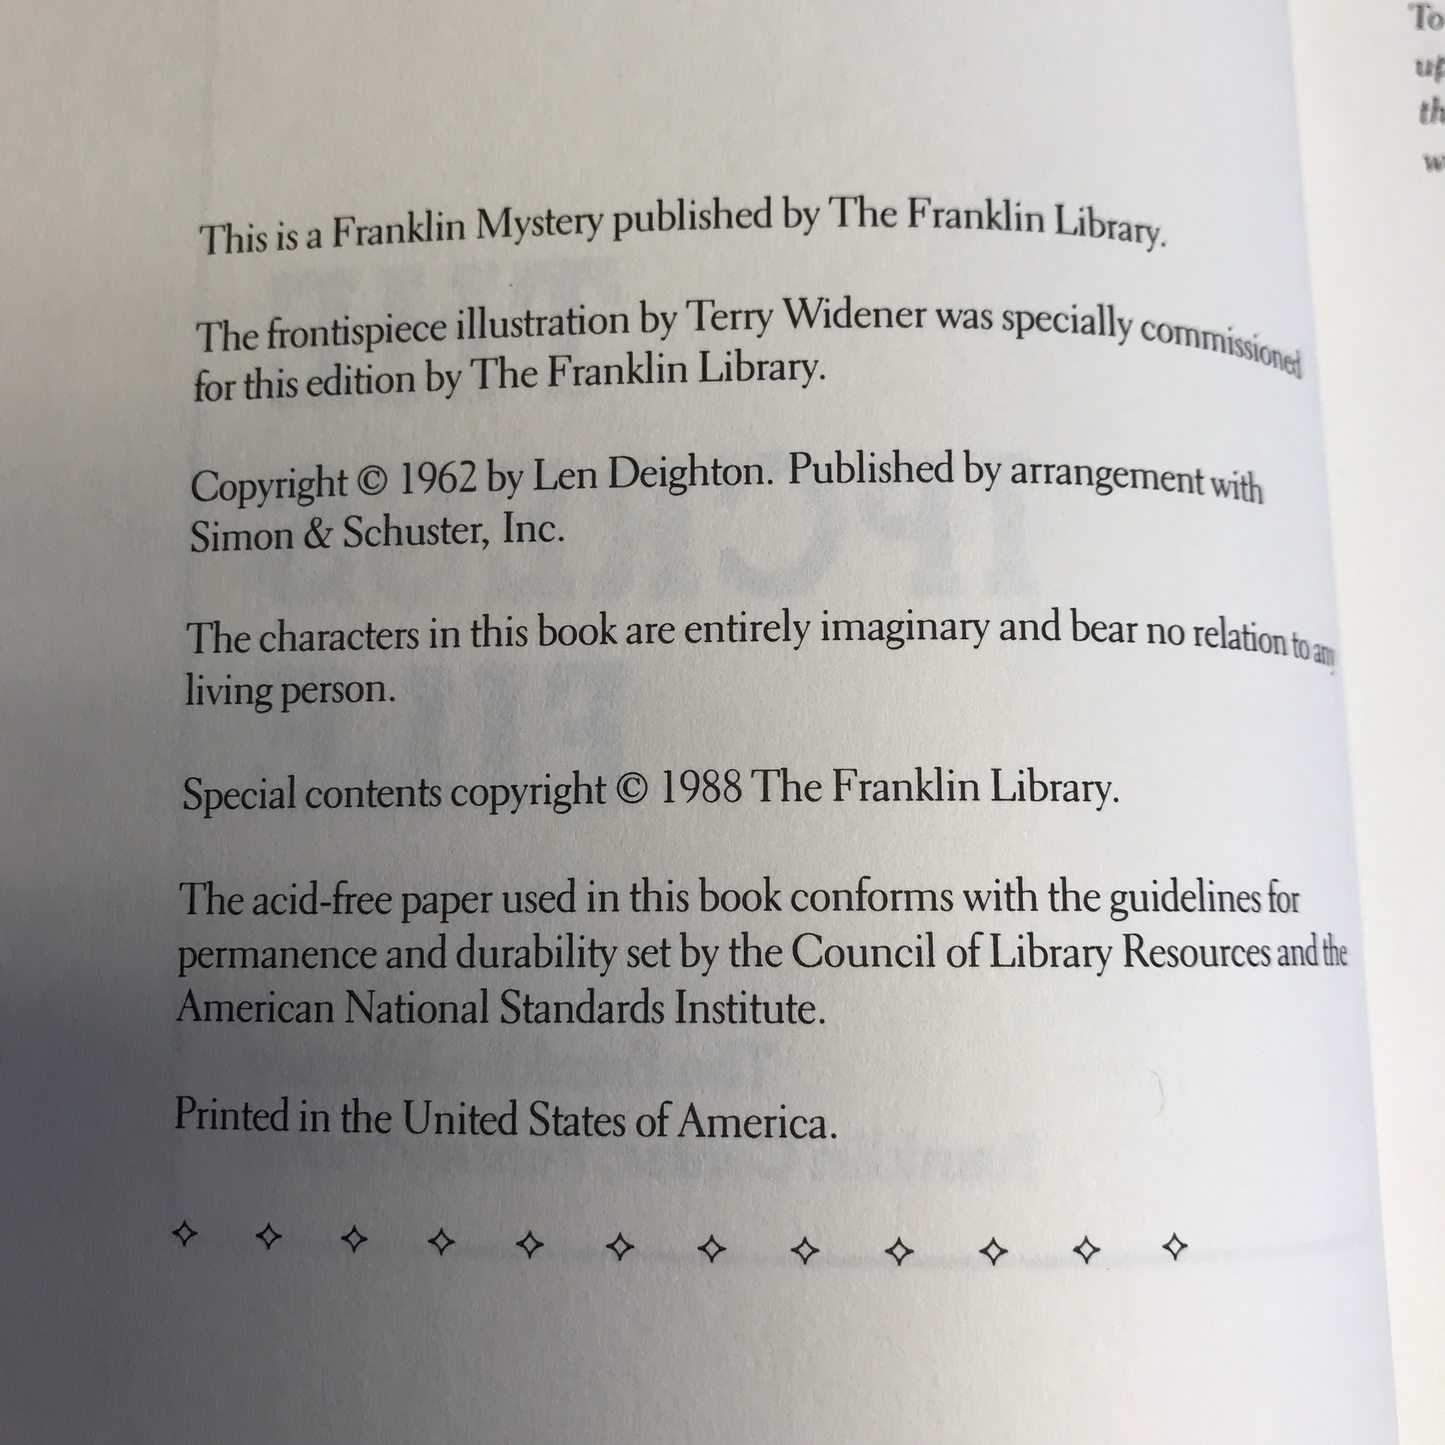 This is a Franklin Mystery published by The Franklin Library.
The frontispiece illustration by Terry Widener was specially commissioned
for this edition by The Franklin Library.
Copyright © 1962 by Len Deighton. Published by arrangement with
Simon & Schuster, Inc.
The characters in this book are entirely imaginary and bear no relation to any
living person.
Special contents copyright © 1988 The Franklin Library.
The acid-free paper used in this book conforms with the guidelines for
permanence and durability set by the Council of Library Resources and the
American National Standards Institute.
Printed in the United States of America.
To